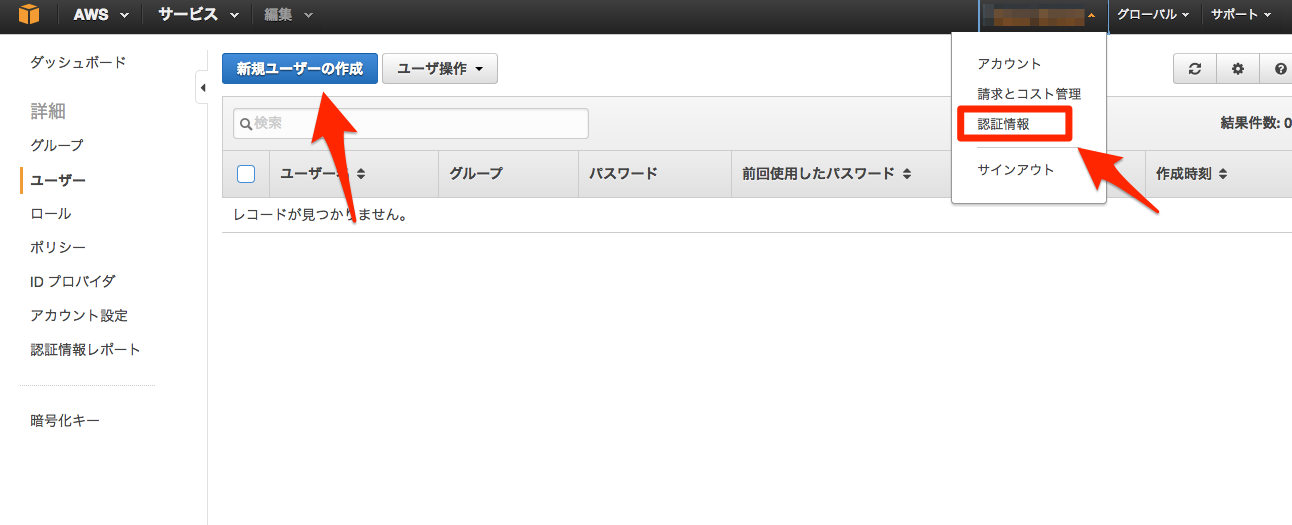 AWS サービス 編集 グローバル サポート
ダッシュボード
詳細
グループ
ユーザー
ロール
ポリシー
ID プロバイダ
アカウント設定
認証情報レポート
暗号化キー
新規ユーザーの作成 ユーザ操作
検索
結果件数: 0
グループ パスワード 前回使用したパスワード 作成時刻
レコードが見つかりません。
アカウント
請求とコスト管理
認証情報
サインアウト